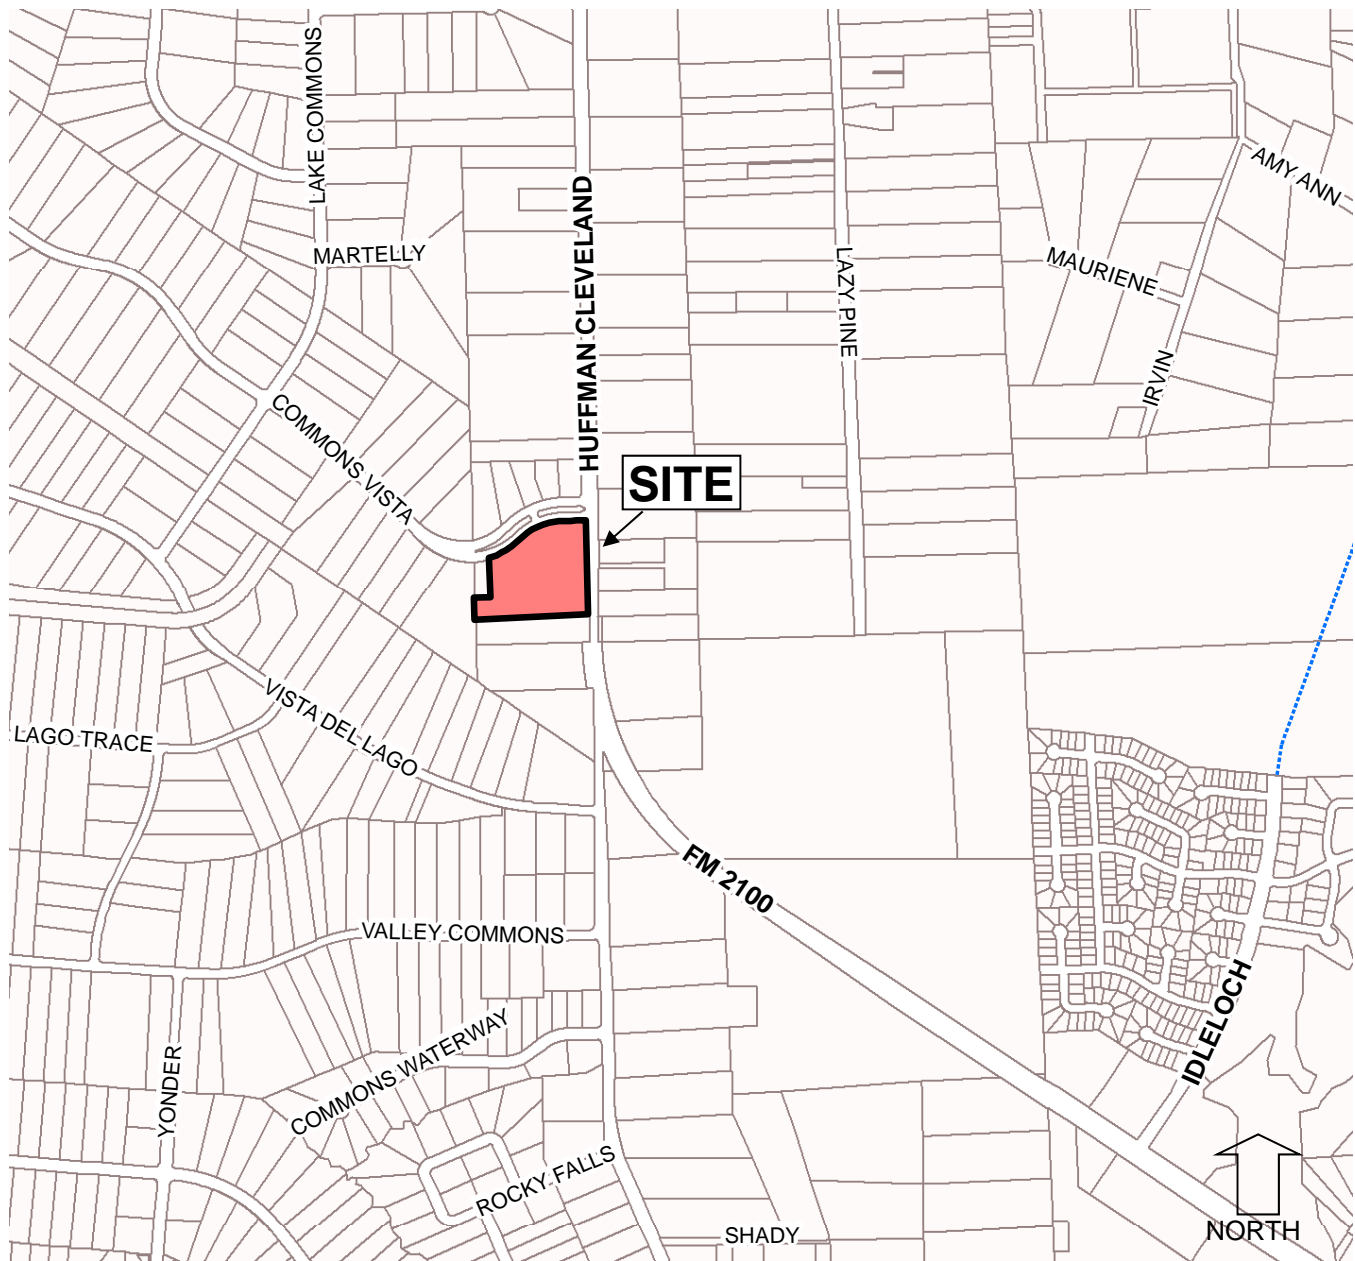 LAKE COMMONS
AMY ANN
HUFFMAN CLEVELAND
MARTELLY
LAZY PINE
MAURIENE
IRVIN
COMMONS VISTA
SITE
VISTA DEL LAGO
LAGO TRACE
FM 2100
VALLEY COMMONS
IDLELOCH
COMMONS WATERWAY
YONDER
ROCKY FALLS
SHADY
NORTH